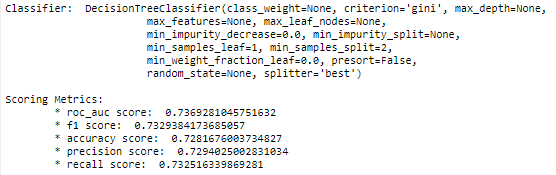 Classifier:  DecisionTreeClassifier(class_weight=None, criterion='gini', max_depth=None,
max_features=None, max_leaf_nodes=None,
min_impurity_decrease=0.0, min_impurity_split=None,
min_samples_leaf=1, min_samples_split=2,
min_weight_fraction_leaf=0.0, presort=False,
random_state=None, splitter='best')
Scoring Metrics:
* roc_auc score:  0.7369281045751632
* f1 score:  0.7329384173685057
* accuracy score:  0.7281676003734827
* precision score:  0.7294025002831034
* recall score:  0.732516339869281